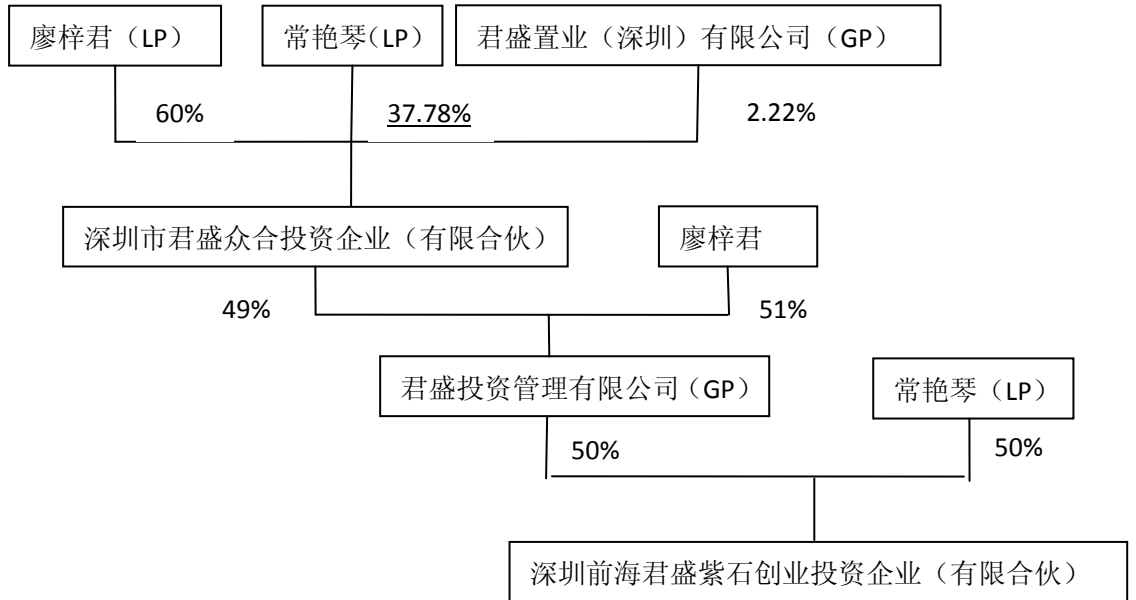 廖梓君（LP）
常艳琴(LP)
君盛置业（深圳）有限公司（GP）
60%
37.78%
2.22%
深圳市君盛众合投资企业（有限合伙）
廖梓君
49%
51%
君盛投资管理有限公司（GP）
常艳琴（LP）
50%
50%
深圳前海君盛紫石创业投资企业（有限合伙）